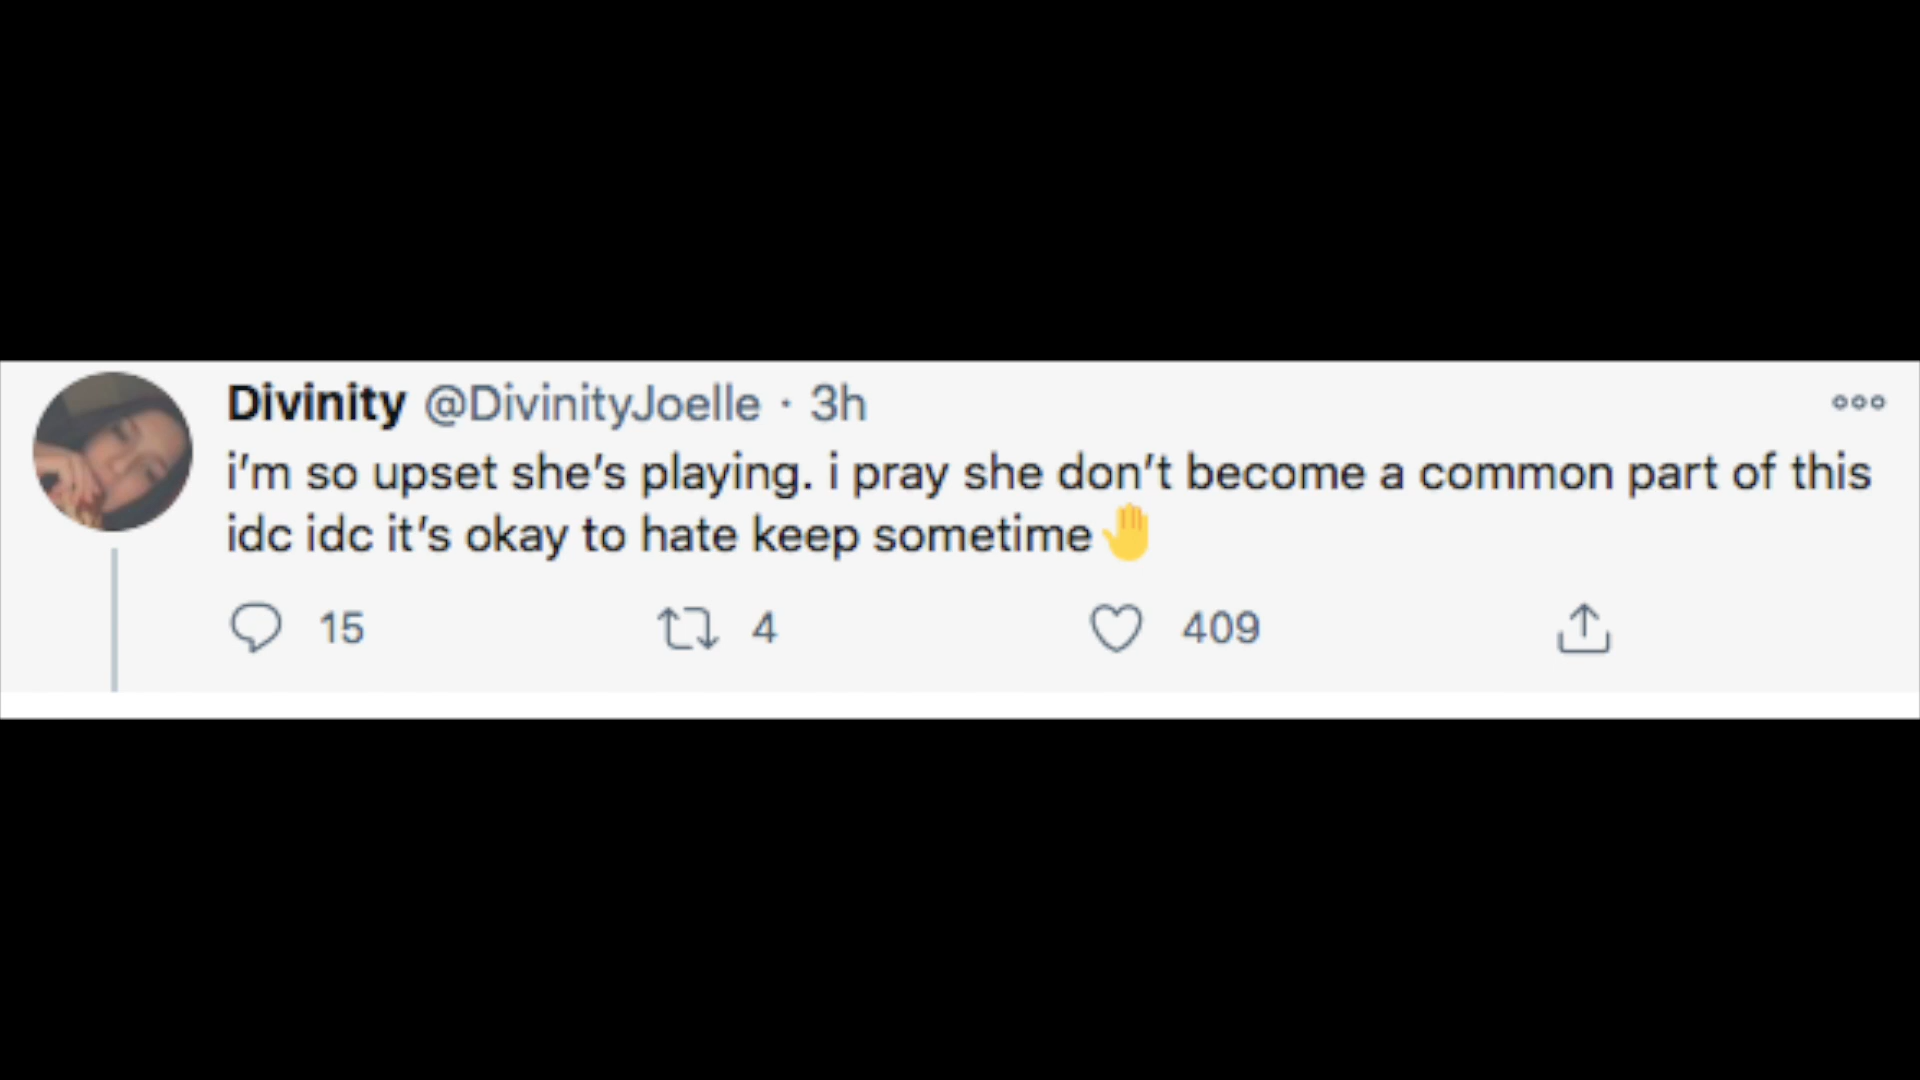 Divinity @DivinityJoelle · 3h
i'm so upset she's playing. i pray she don't become a common part of this
idc idc it's okay to hate keep sometime🤚
15 4 409